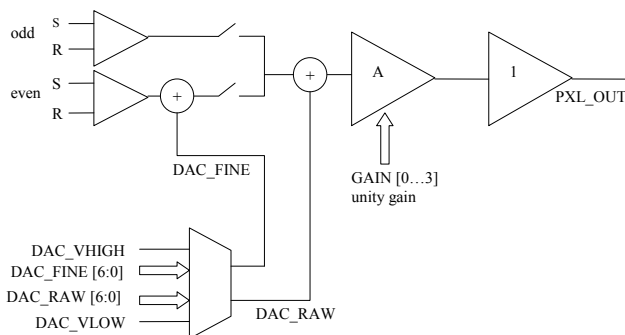 odd
S
R
even
S
R
+
+
A
1
PXL_OUT
DAC_FINE
GAIN [0…3]
unity gain
DAC_VHIGH
DAC_FINE [6:0]
DAC_RAW [6:0]
DAC_VLOW
DAC_RAW